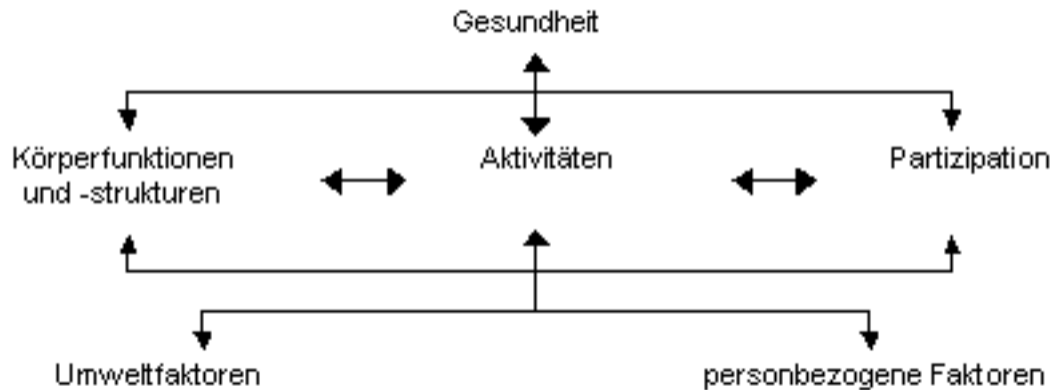 Gesundheit
Körperfunktionen
und -strukturen
Aktivitäten
Partizipation
Umweltfaktoren
personbezogene Faktoren